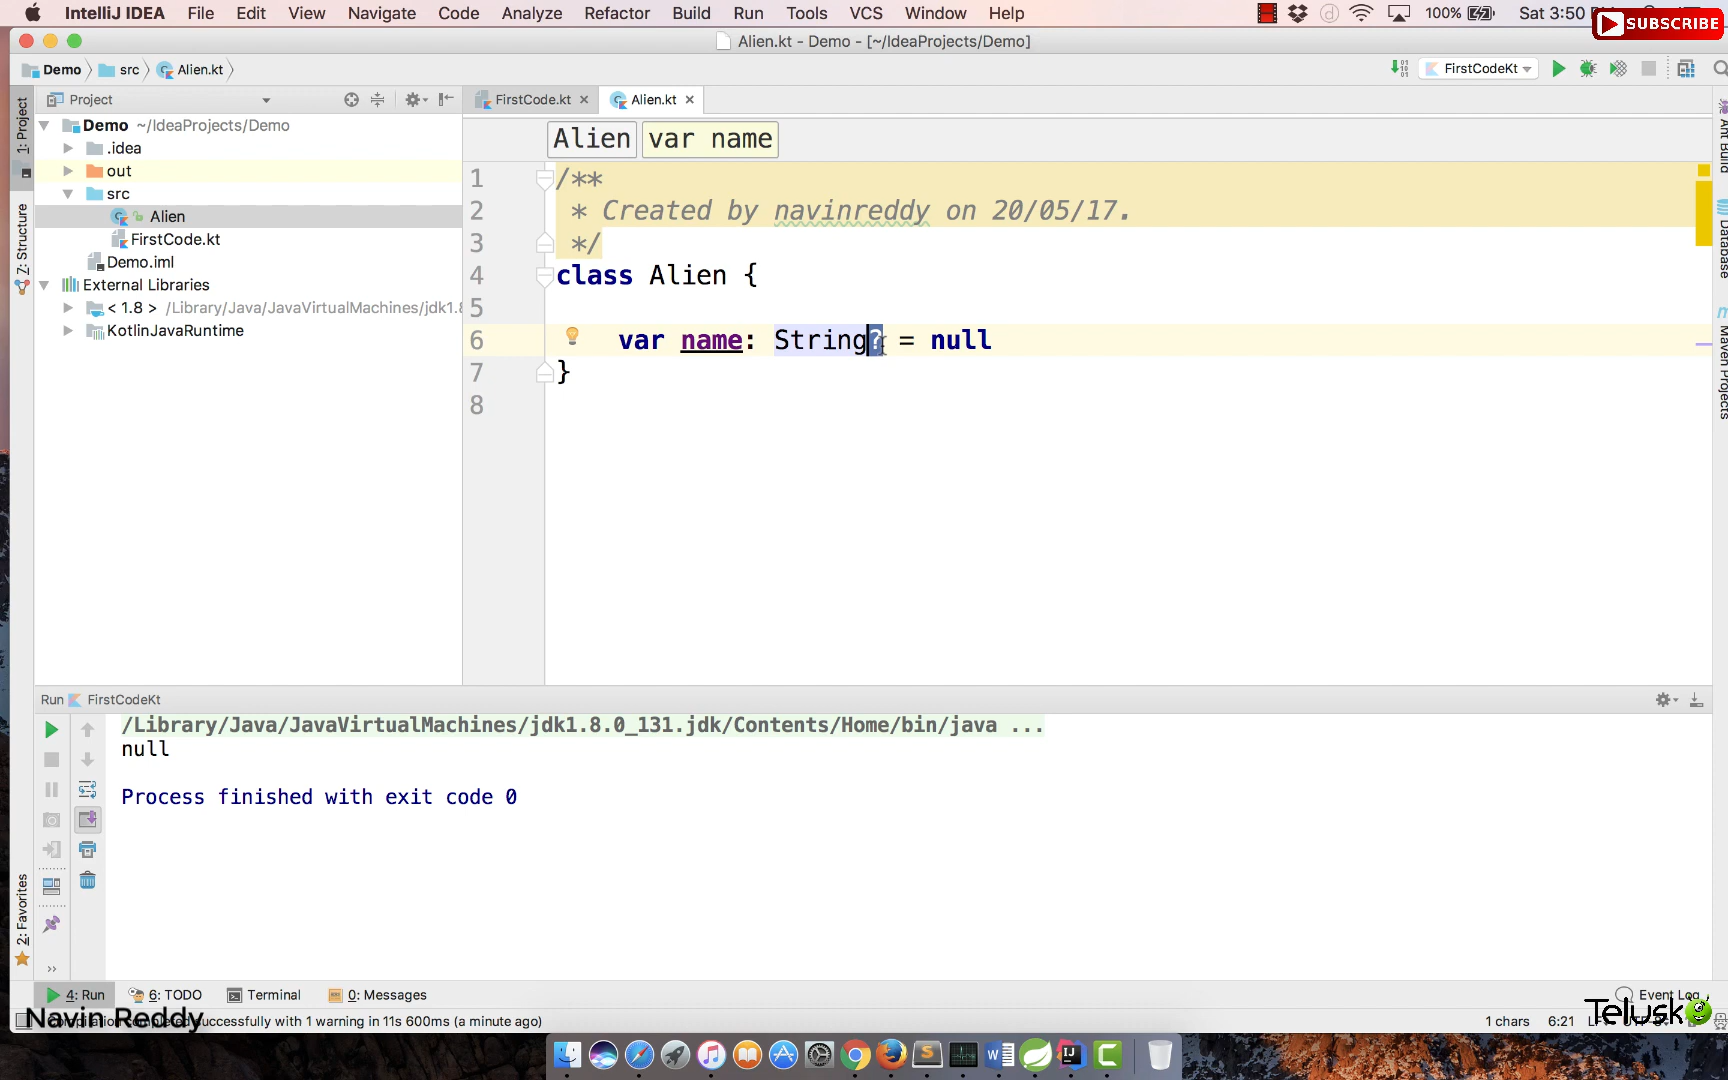 IntelliJ IDEA File Edit View Navigate Code Analyze Refactor Build Run Tools VCS Window Help 100% Sat 3:50
SUBSCRIBE
Alien.kt - Demo - [~/IdeaProjects/Demo]
Demo src Alien.kt FirstCodeKt
Project FirstCode.kt Alien.kt
1: Project
Z: Structure
2: Favorites
Ant Build
Database
Maven Projects
Demo ~/IdeaProjects/Demo
.idea
out
src
Alien
FirstCode.kt
Demo.iml
External Libraries
< 1.8 > /Library/Java/JavaVirtualMachines/jdk1.8
KotlinJavaRuntime
Alien var name
1 /**
2 * Created by navinreddy on 20/05/17.
3 */
4 class Alien {
5
6 var name: String? = null
7 }
8
Run FirstCodeKt
/Library/Java/JavaVirtualMachines/jdk1.8.0_131.jdk/Contents/Home/bin/java ...
null
Process finished with exit code 0
4: Run 6: TODO Terminal 0: Messages Event Log
Navin Reddy
successfully with 1 warning in 11s 600ms (a minute ago) 1 chars 6:21
Telusko